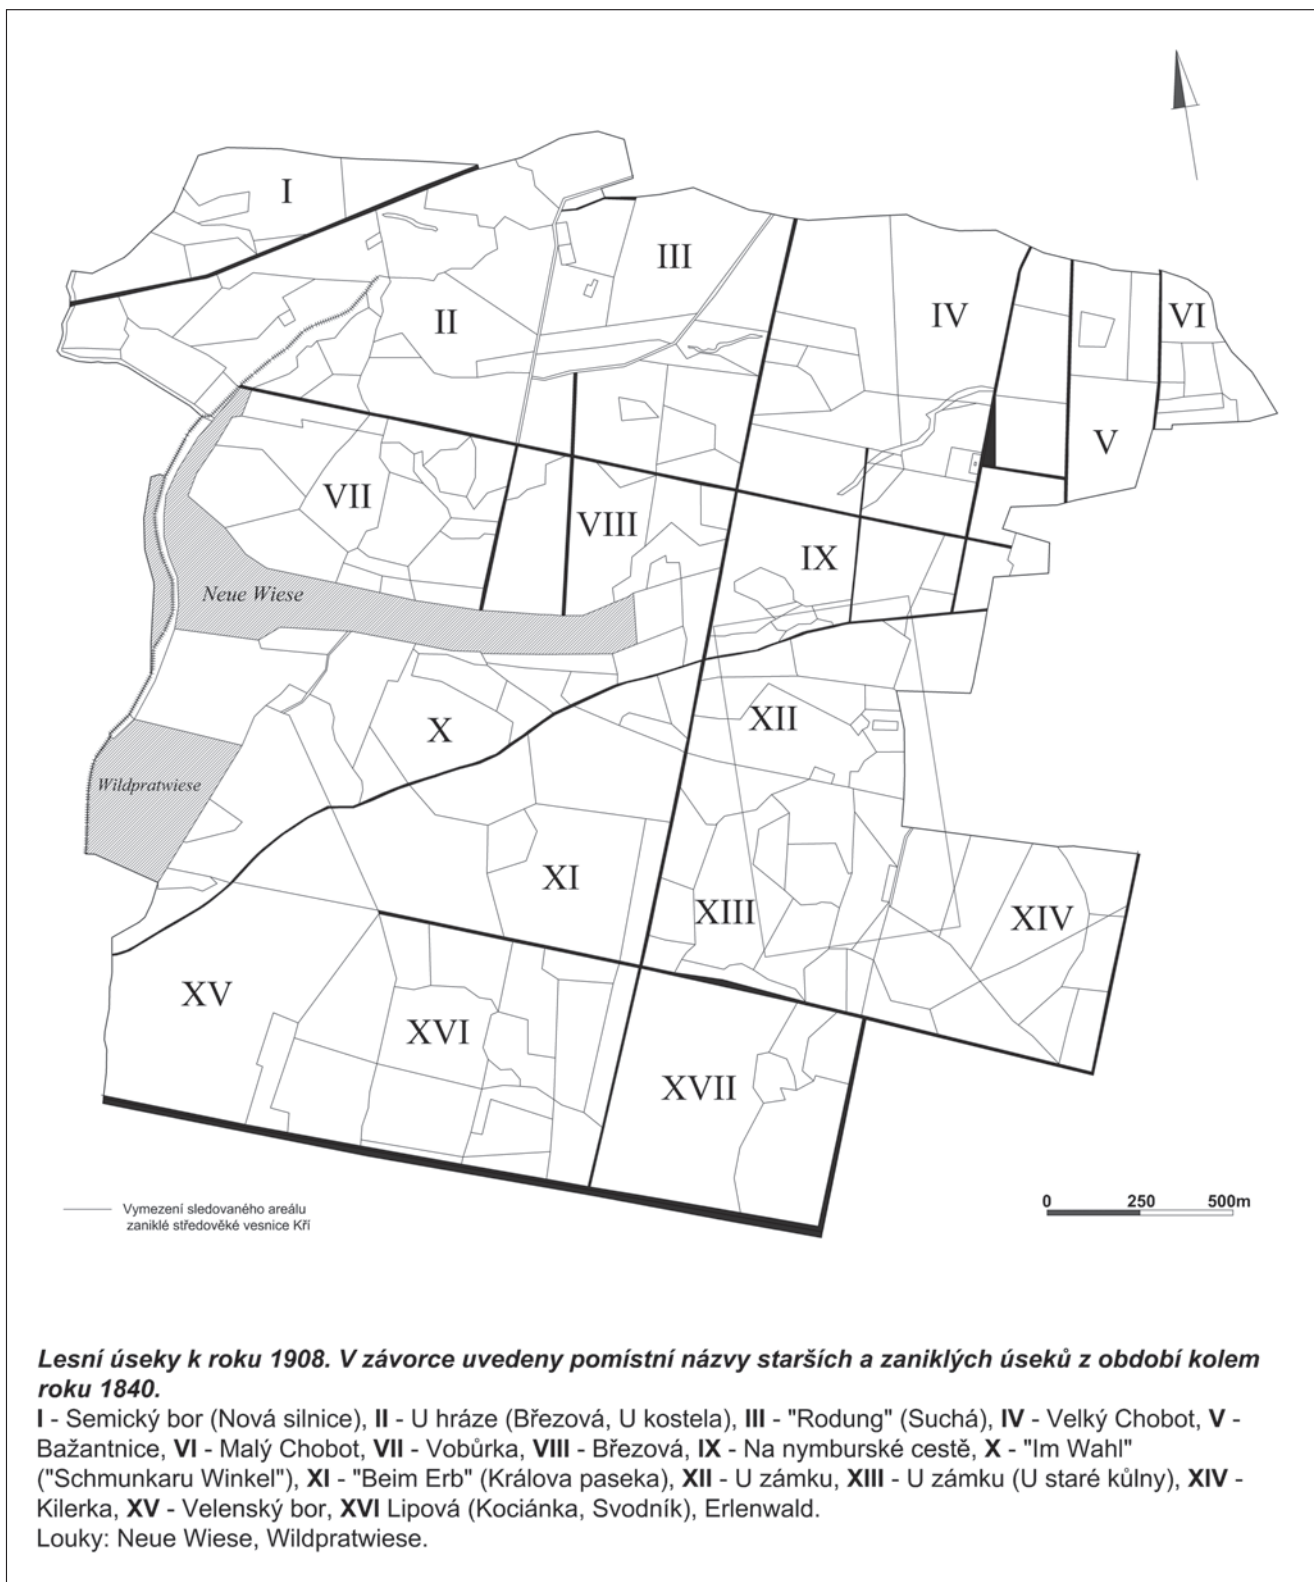 I
III
IV
VI
II
V
VII
VIII
IX
Neue Wiese
X
XII
Wildpratwiese
XI
XIII
XIV
XV
XVI
XVII
0 250 500m
Vymezení sledovaného areálu
zaniklé středověké vesnice Kří
Lesní úseky k roku 1908. V závorce uvedeny pomístní názvy starších a zaniklých úseků z období kolem
roku 1840.
I - Semický bor (Nová silnice), II - U hráze (Březová, U kostela), III - "Rodung" (Suchá), IV - Velký Chobot, V -
Bažantnice, VI - Malý Chobot, VII - Vobůrka, VIII - Březová, IX - Na nymburské cestě, X - "Im Wahl"
("Schmunkaru Winkel"), XI - "Beim Erb" (Králova paseka), XII - U zámku, XIII - U zámku (U staré kůlny), XIV -
Kilerka, XV - Velenský bor, XVI Lipová (Kociánka, Svodník), Erlenwald.
Louky: Neue Wiese, Wildpratwiese.